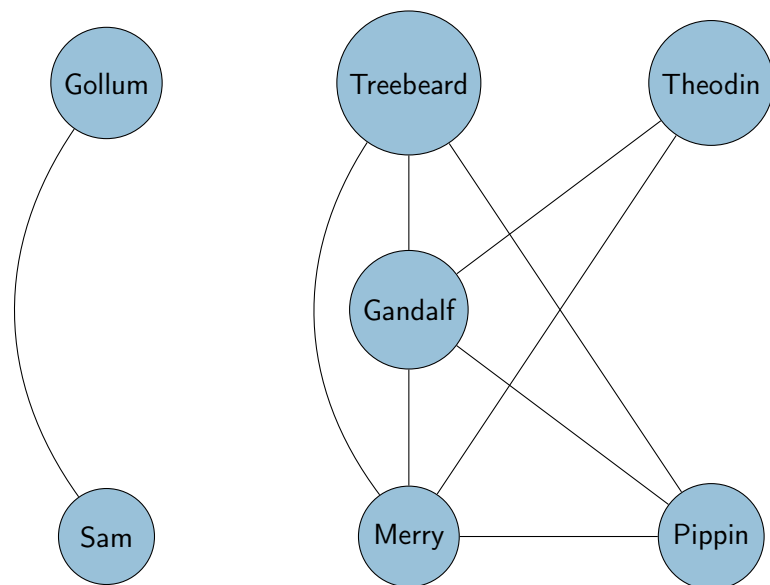 Gollum
Treebeard
Theodin
Gandalf
Sam
Merry
Pippin